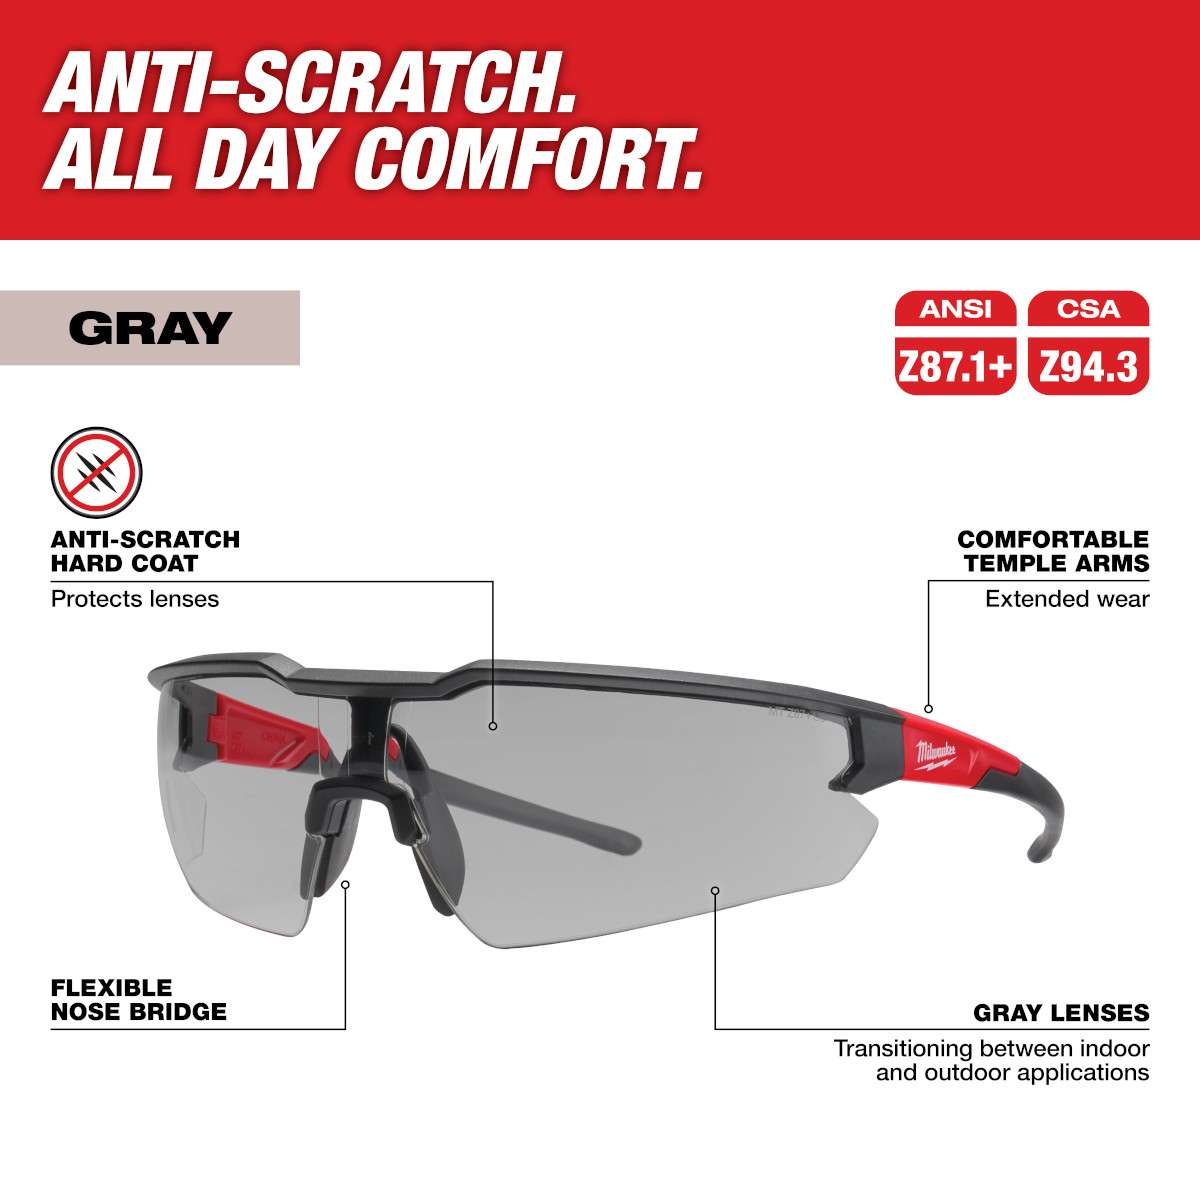 ANTI-SCRATCH.
ALL DAY COMFORT.
GRAY
ANSI
Z87.1+
CSA
Z94.3
ANTI-SCRATCH
HARD COAT
Protects lenses
COMFORTABLE
TEMPLE ARMS
Extended wear
Milwaukee
FLEXIBLE
NOSE BRIDGE
GRAY LENSES
Transitioning between indoor
and outdoor applications